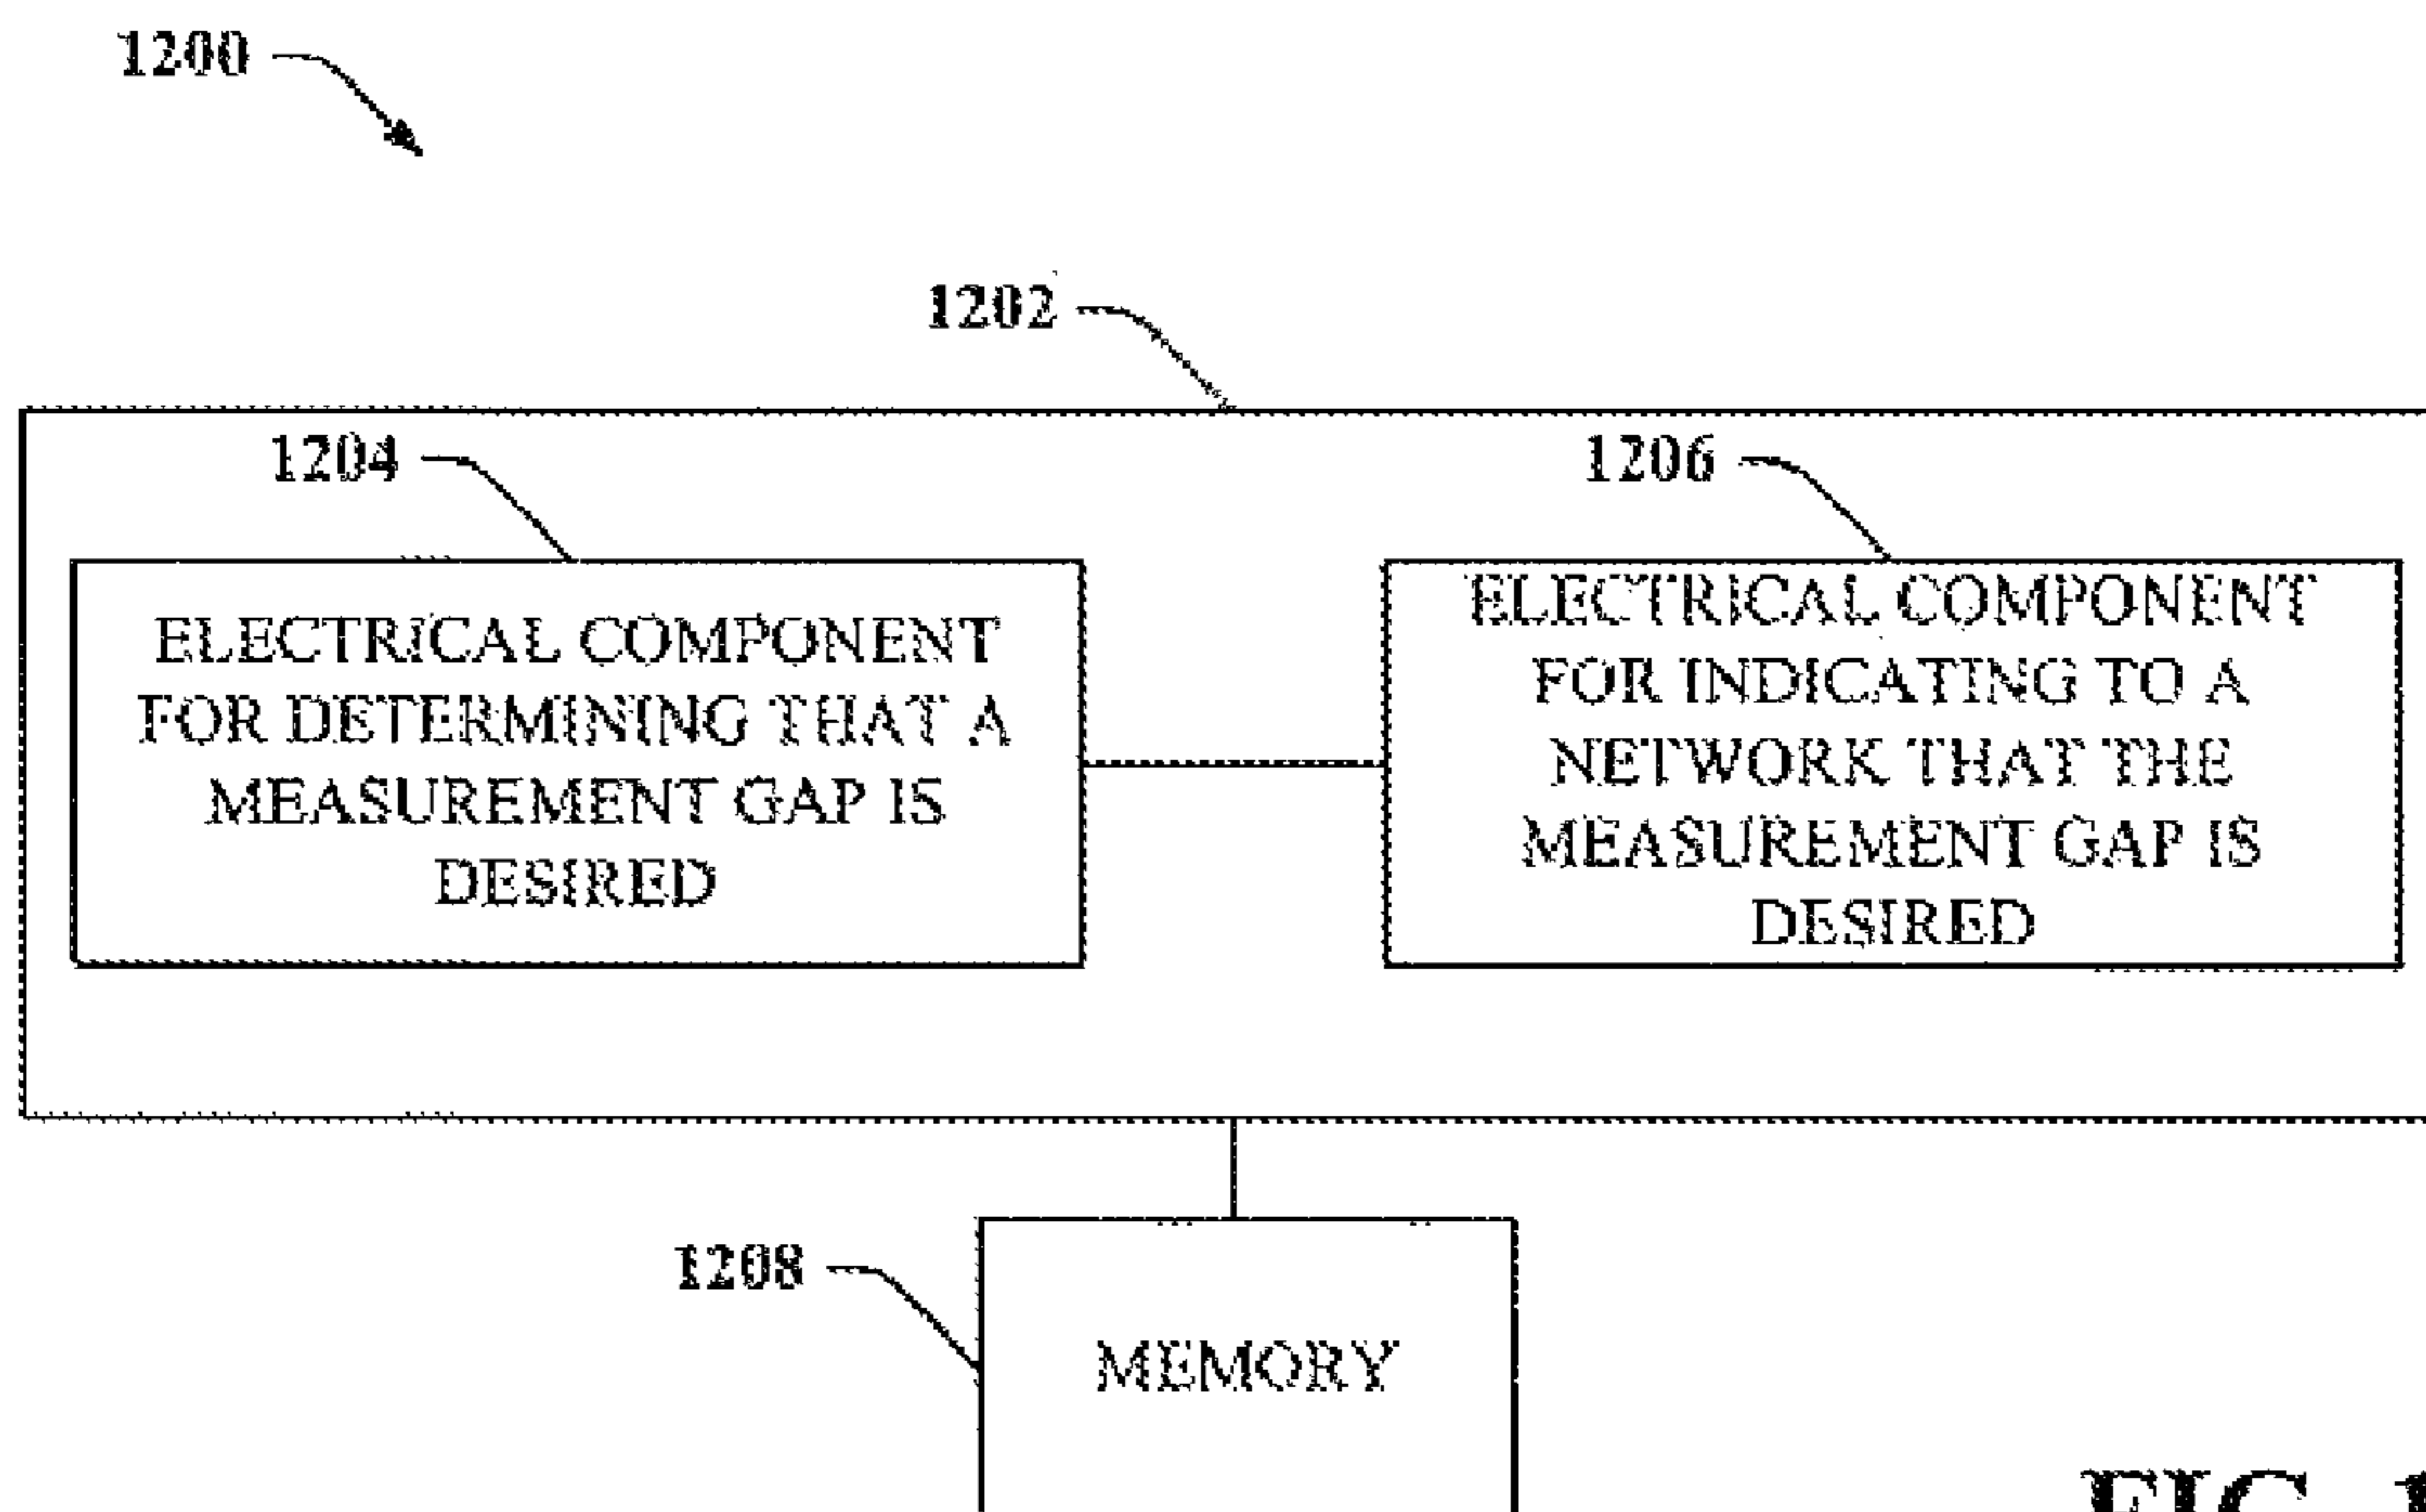 1200
1202
1204
1206
ELECTRICAL COMPONENT
FOR DETERMINING THAT A
MEASUREMENT GAP IS
DESIRED
ELECTRICAL COMPONENT
FOR INDICATING TO A
NETWORK THAT THE
MEASUREMENT GAP IS
DESIRED
1208
MEMORY
FIG.